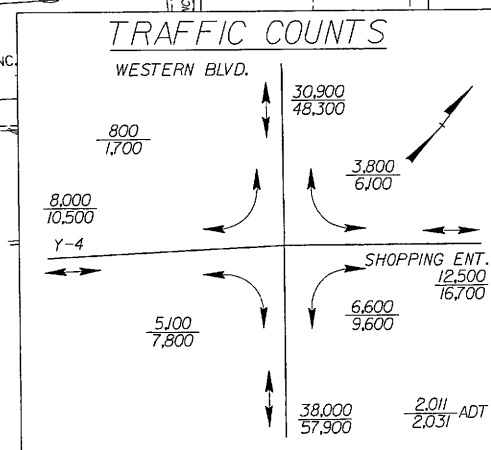 NC.
TRAFFIC COUNTS
WESTERN BLVD.
30,900
48,300
800
1,700
3,800
6,100
8,000
10,500
Y-4
SHOPPING ENT.
12,500
16,700
5,100
7,800
6,600
9,600
38,000
57,900
2,011
2,031 ADT